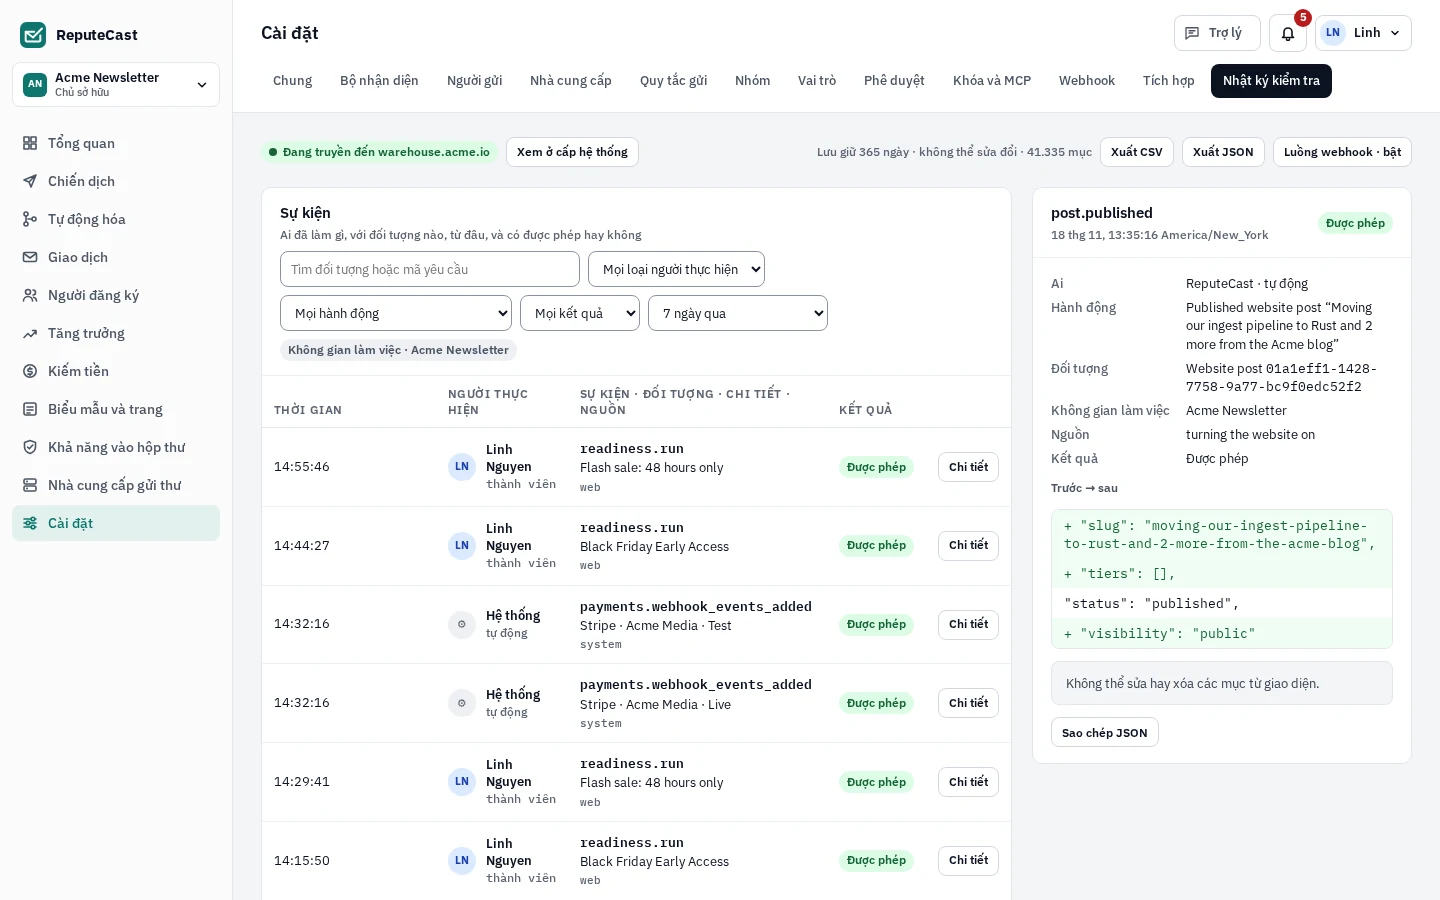 ReputeCast
AN
Acme Newsletter
Chủ sở hữu
Tổng quan
Chiến dịch
Tự động hóa
Giao dịch
Người đăng ký
Tăng trưởng
Kiếm tiền
Biểu mẫu và trang
Khả năng vào hộp thư
Nhà cung cấp gửi thư
Cài đặt
Cài đặt
Trợ lý
5
LN
Linh
Chung
Bộ nhận diện
Người gửi
Nhà cung cấp
Quy tắc gửi
Nhóm
Vai trò
Phê duyệt
Khóa và MCP
Webhook
Tích hợp
Nhật ký kiểm tra
Đang truyền đến warehouse.acme.io
Xem ở cấp hệ thống
Lưu giữ 365 ngày · không thể sửa đổi · 41.335 mục
Xuất CSV
Xuất JSON
Luồng webhook · bật
Sự kiện
Ai đã làm gì, với đối tượng nào, từ đâu, và có được phép hay không
Tìm đối tượng hoặc mã yêu cầu
Mọi loại người thực hiện
Mọi hành động
Mọi kết quả
7 ngày qua
Không gian làm việc · Acme Newsletter
THỜI GIAN
NGƯỜI THỰC
HIỆN
SỰ KIỆN · ĐỐI TƯỢNG · CHI TIẾT ·
NGUỒN
KẾT QUẢ
14:55:46
LN
Linh
Nguyen
thành viên
readiness.run
Flash sale: 48 hours only
web
Được phép
Chi tiết
14:44:27
LN
Linh
Nguyen
thành viên
readiness.run
Black Friday Early Access
web
Được phép
Chi tiết
14:32:16
Hệ thống
tự động
payments.webhook_events_added
Stripe · Acme Media · Test
system
Được phép
Chi tiết
14:32:16
Hệ thống
tự động
payments.webhook_events_added
Stripe · Acme Media · Live
system
Được phép
Chi tiết
14:29:41
LN
Linh
Nguyen
thành viên
readiness.run
Flash sale: 48 hours only
web
Được phép
Chi tiết
14:15:50
LN
Linh
Nguyen
thành viên
readiness.run
Black Friday Early Access
web
Được phép
Chi tiết
post.published
18 thg 11, 13:35:16 America/New_York
Được phép
Ai
ReputeCast · tự động
Hành động
Published website post “Moving
our ingest pipeline to Rust and 2
more from the Acme blog”
Đối tượng
Website post 01a1eff1-1428-
7758-9a77-bc9f0edc52f2
Không gian làm việc
Acme Newsletter
Nguồn
turning the website on
Kết quả
Được phép
Trước → sau
+ "slug": "moving-our-ingest-pipeline-
to-rust-and-2-more-from-the-acme-blog",
+ "tiers": [],
"status": "published",
+ "visibility": "public"
Không thể sửa hay xóa các mục từ giao diện.
Sao chép JSON